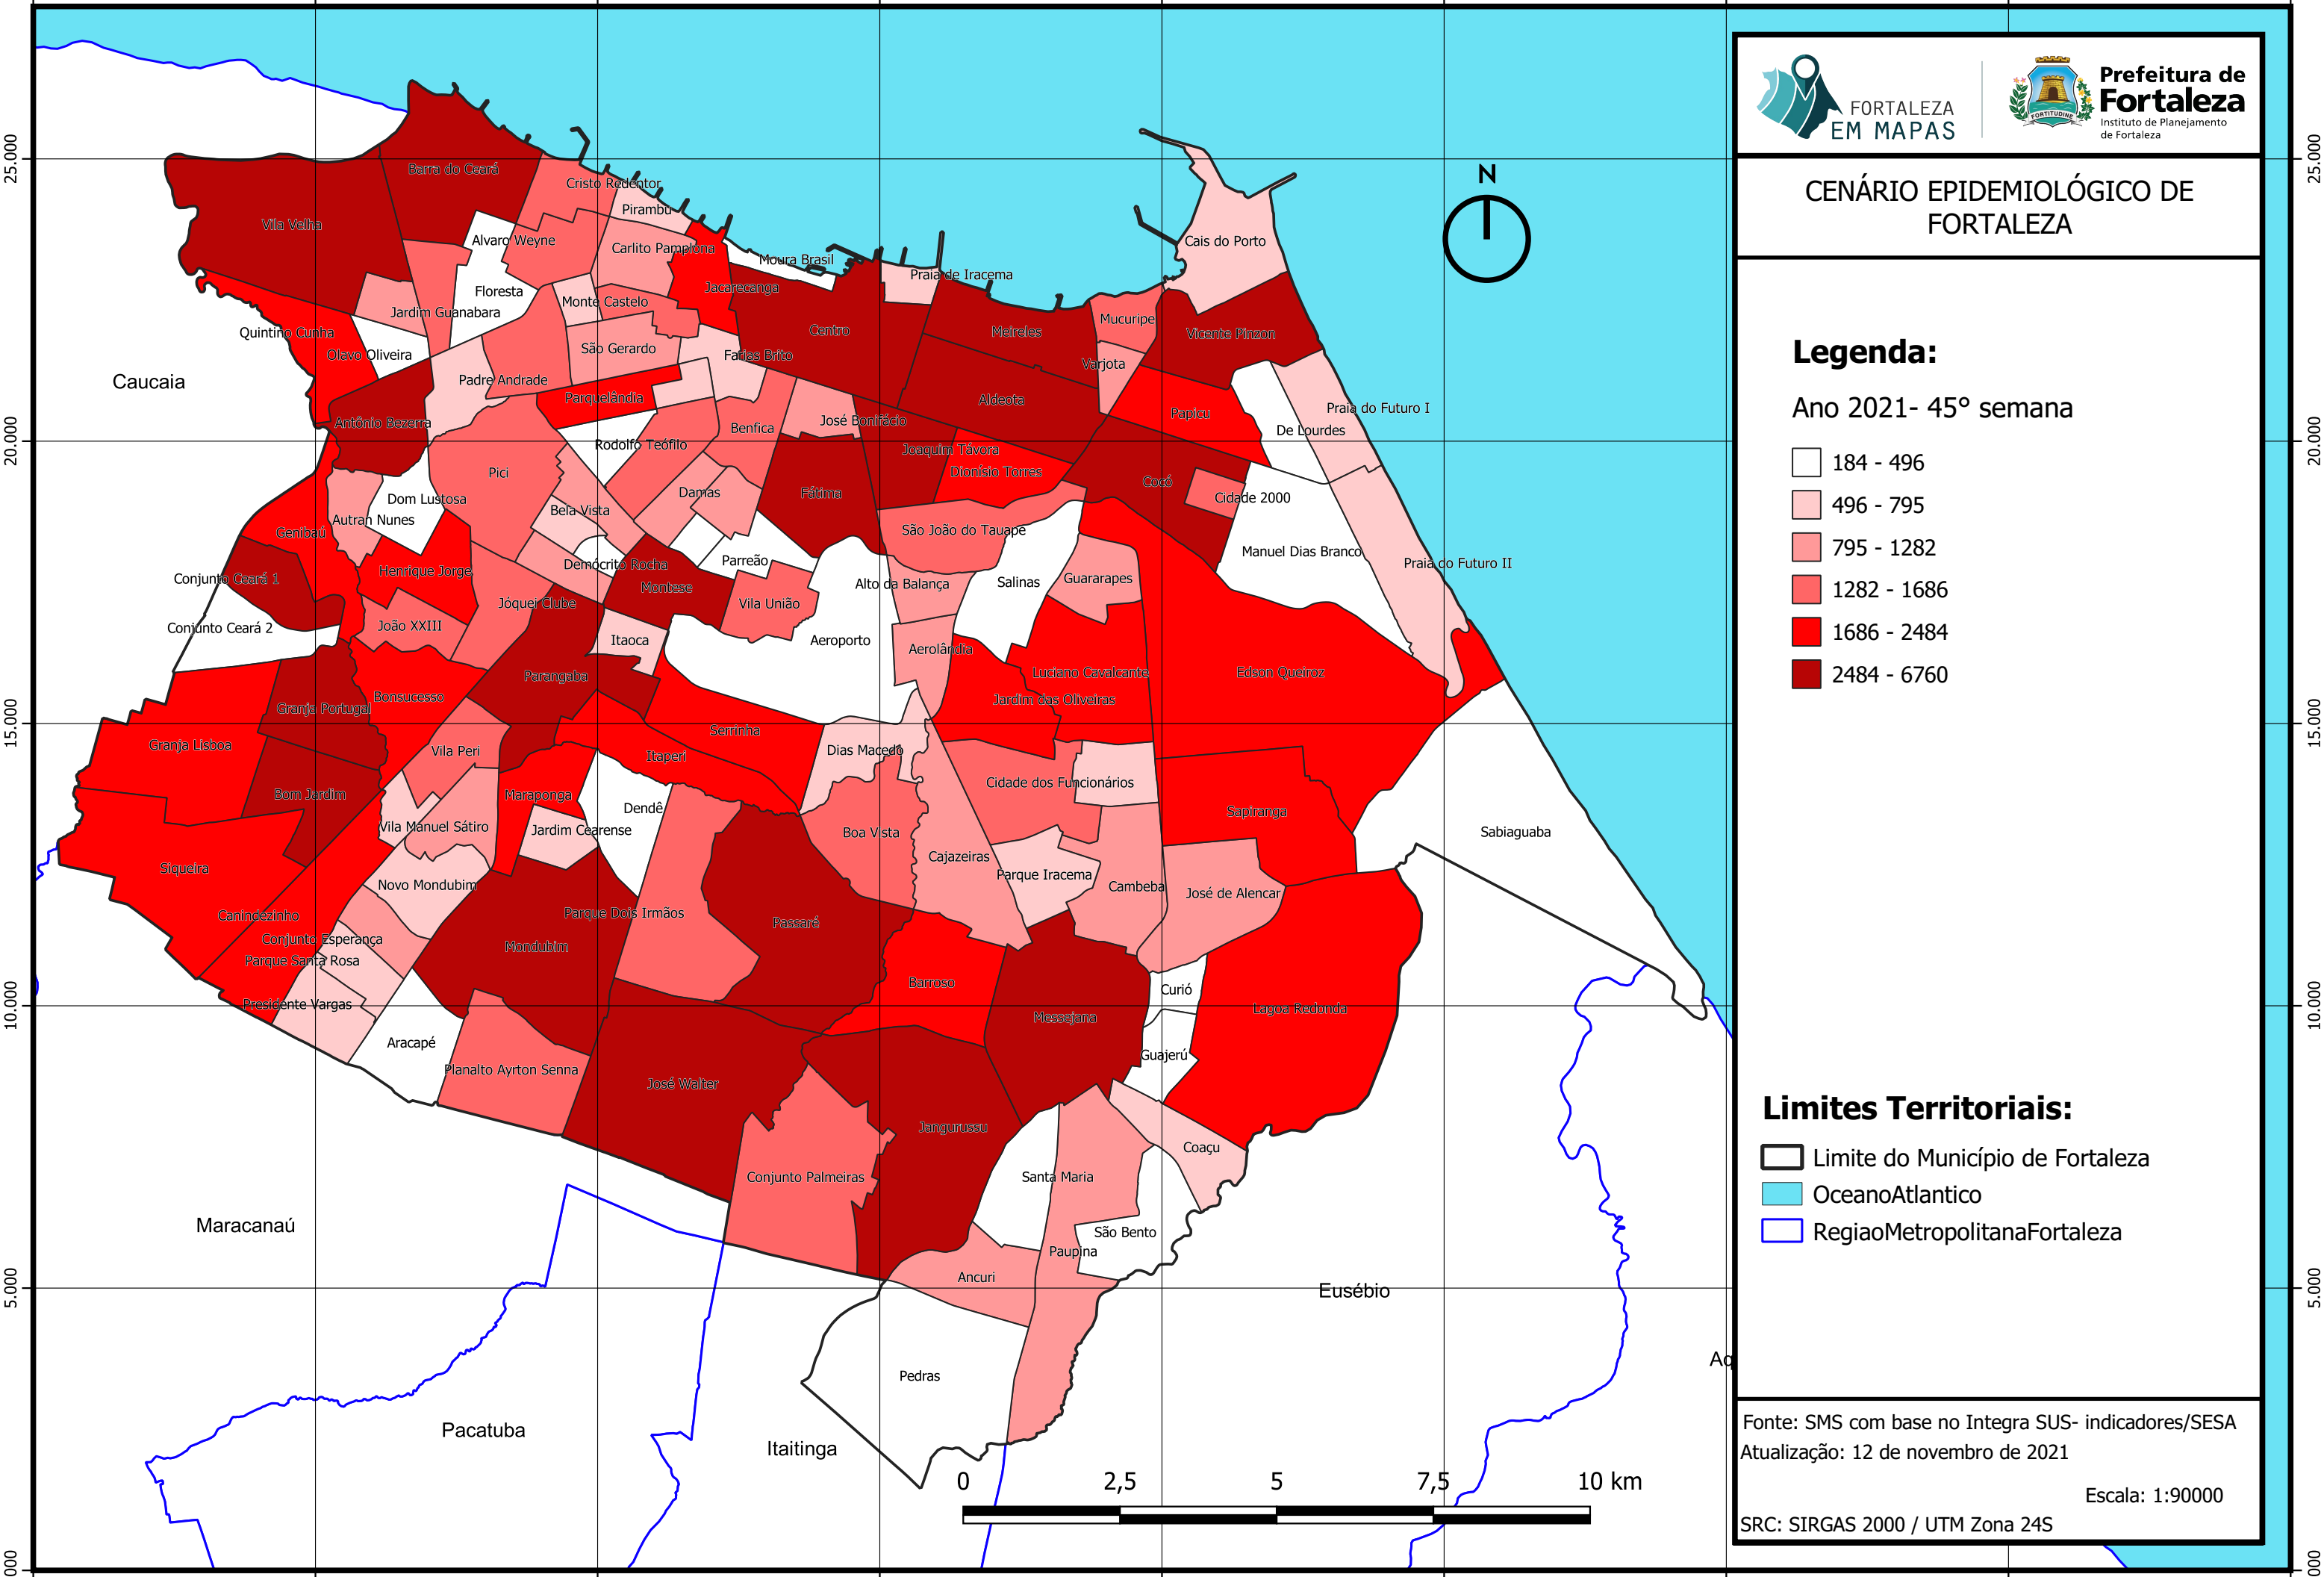 FORTALEZA
EM MAPAS
FORTITUDINE
Prefeitura de
Fortaleza
Instituto de Planejamento
de Fortaleza
CENÁRIO EPIDEMIOLÓGICO DE
FORTALEZA
Legenda:
Ano 2021- 45° semana
184 - 496
496 - 795
795 - 1282
1282 - 1686
1686 - 2484
2484 - 6760
Limites Territoriais:
Limite do Município de Fortaleza
OceanoAtlantico
RegiaoMetropolitanaFortaleza
Fonte: SMS com base no Integra SUS- indicadores/SESA
Atualização: 12 de novembro de 2021
Escala: 1:90000
SRC: SIRGAS 2000 / UTM Zona 24S
N
25.000
20.000
15.000
10.000
5.000
000
25.000
20.000
15.000
10.000
5.000
000
Barra do Ceará
Vila Velha
Cristo Redentor
Pirambu
Alvaro Weyne
Carlito Pamplona
Moura Brasil
Cais do Porto
Praia de Iracema
Jacarecanga
Floresta
Monte Castelo
Jardim Guanabara
Quintino Cunha
Centro
Meireles
Mucuripe
Vicente Pinzon
Olavo Oliveira
São Gerardo
Farias Brito
Varjota
Caucaia
Padre Andrade
Parquelândia
Aldeota
Papicu
Praia do Futuro I
Antônio Bezerra
José Bonifácio
Benfica
De Lourdes
Rodolfo Teófilo
Joaquim Távora
Dionísio Torres
Pici
Cocó
Damas
Fátima
Dom Lustosa
Cidade 2000
Bela Vista
Autran Nunes
Genibaú
São João do Tauape
Manuel Dias Branco
Praia do Futuro II
Demócrito Rocha
Parreão
Henrique Jorge
Conjunto Ceará 1
Montese
Alto da Balança
Salinas
Guararapes
Jóquei Clube
Vila União
Conjunto Ceará 2
João XXIII
Itaoca
Aeroporto
Aerolândia
Parangaba
Luciano Cavalcante
Edson Queiroz
Bonsucesso
Jardim das Oliveiras
Granja Portugal
Serrinha
Granja Lisboa
Vila Peri
Itaperi
Dias Macedo
Cidade dos Funcionários
Bom Jardim
Maraponga
Dendê
Sapiranga
Vila Manuel Sátiro
Jardim Cearense
Boa Vista
Sabiaguaba
Cajazeiras
Siqueira
Parque Iracema
Novo Mondubim
Cambeba
José de Alencar
Canindezinho
Parque Dois Irmãos
Passaré
Conjunto Esperança
Mondubim
Parque Santa Rosa
Barroso
Curió
Presidente Vargas
Messejana
Lagoa Redonda
Aracapé
Guajerú
Planalto Ayrton Senna
José Walter
Jangurussu
Coaçu
Conjunto Palmeiras
Santa Maria
Maracanaú
São Bento
Paupina
Ancuri
Eusébio
Aq
Pedras
Pacatuba
Itaitinga
0 2,5 5 7,5 10 km